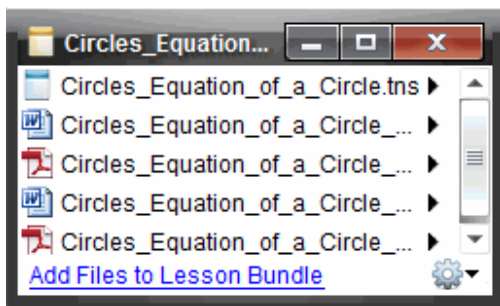 Circles_Equation...
Circles_Equation_of_a_Circle.tns
Circles_Equation_of_a_Circle_...
Circles_Equation_of_a_Circle_...
Circles_Equation_of_a_Circle_...
Circles_Equation_of_a_Circle_...
Add Files to Lesson Bundle